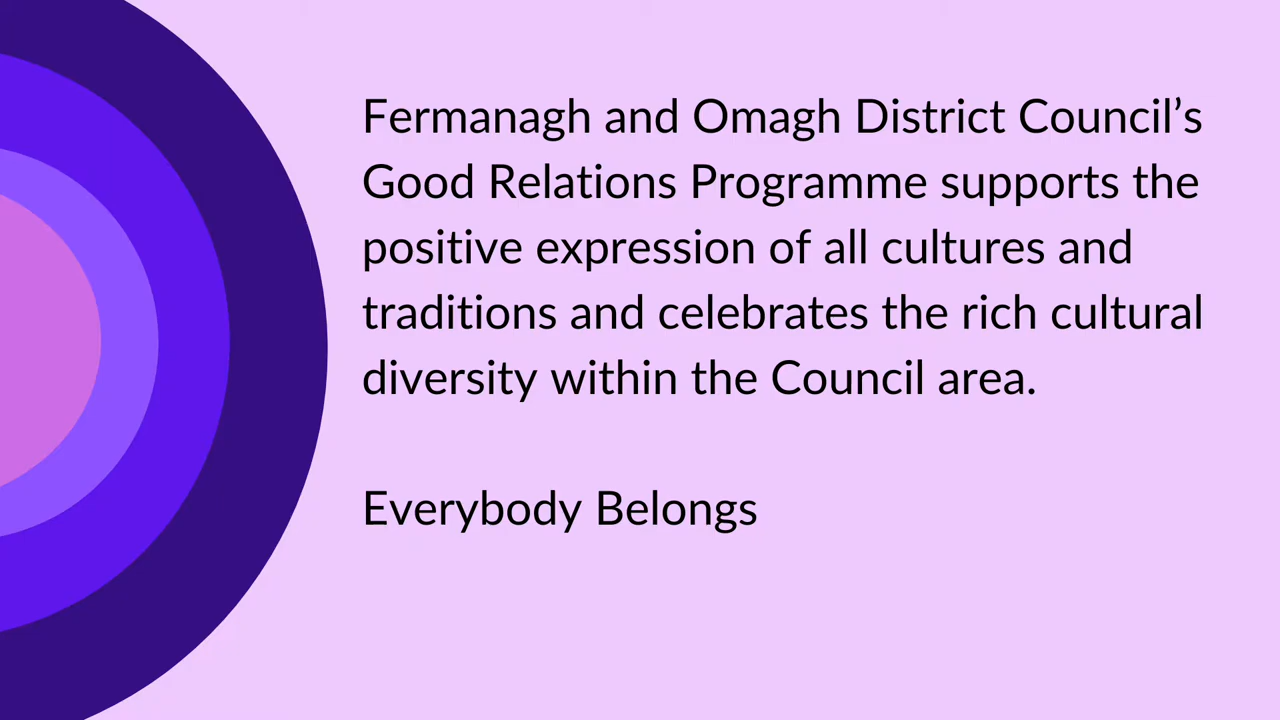 Fermanagh and Omagh District Council’s
Good Relations Programme supports the
positive expression of all cultures and
traditions and celebrates the rich cultural
diversity within the Council area.
Everybody Belongs